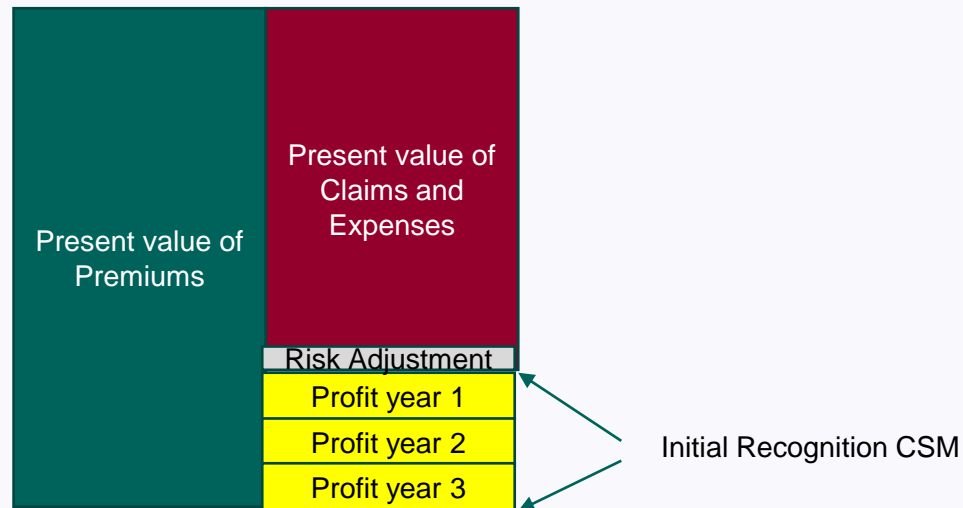 Present value of
Premiums
Present value of
Claims and
Expenses
Risk Adjustment
Profit year 1
Profit year 2
Profit year 3
Initial Recognition CSM